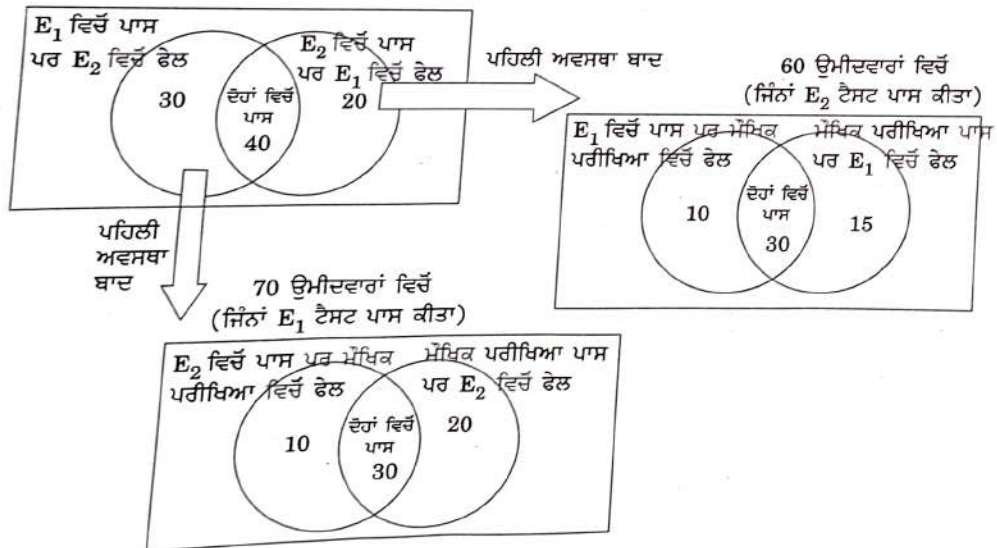 E₁ ਵਿਚੋਂ ਪਾਸ
ਪਰ E₂ ਵਿਚੋਂ ਫੇਲ
30
ਦੋਹਾਂ ਵਿਚੋਂ
ਪਾਸ
40
E₂ ਵਿਚੋਂ ਪਾਸ
ਪਰ E₁ ਵਿਚੋਂ ਫੇਲ
20
ਪਹਿਲੀ ਅਵਸਥਾ ਬਾਦ
60 ਉਮੀਦਵਾਰਾਂ ਵਿਚੋਂ
(ਜਿੰਨਾਂ E₂ ਟੈਸਟ ਪਾਸ ਕੀਤਾ)
E₁ ਵਿਚੋਂ ਪਾਸ ਪਰ ਮੌਖਿਕ
ਪਰੀਖਿਆ ਵਿਚੋਂ ਫੇਲ
10
ਦੋਹਾਂ ਵਿਚੋਂ
ਪਾਸ
30
ਮੌਖਿਕ ਪਰੀਖਿਆ ਪਾਸ
ਪਰ E₁ ਵਿਚੋਂ ਫੇਲ
15
ਪਹਿਲੀ
ਅਵਸਥਾ
ਬਾਦ
70 ਉਮੀਦਵਾਰਾਂ ਵਿਚੋਂ
(ਜਿੰਨਾਂ E₁ ਟੈਸਟ ਪਾਸ ਕੀਤਾ)
E₂ ਵਿਚੋਂ ਪਾਸ ਪਰ ਮੌਖਿਕ
ਪਰੀਖਿਆ ਵਿਚੋਂ ਫੇਲ
10
ਦੋਹਾਂ ਵਿਚੋਂ
ਪਾਸ
30
ਮੌਖਿਕ ਪਰੀਖਿਆ ਪਾਸ
ਪਰ E₂ ਵਿਚੋਂ ਫੇਲ
20